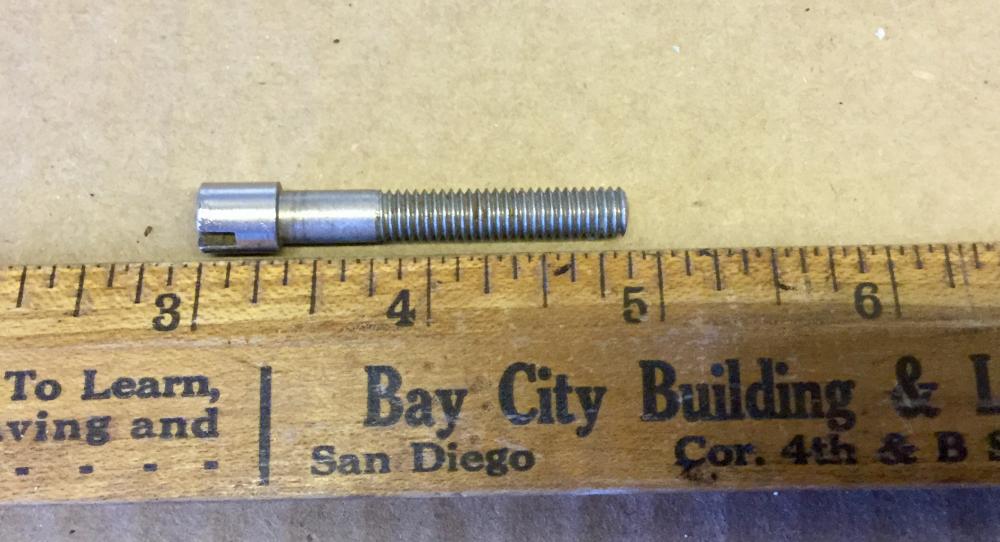 3 4 5 6
To Learn,
ving and
Bay City Building & L
San Diego Cor. 4th & B S